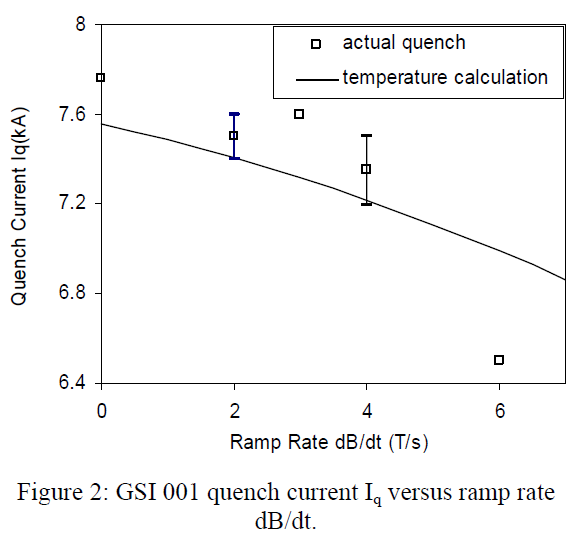 8
actual quench
temperature calculation
7.6
7.2
6.8
6.4
Quench Current Iq(kA)
0 2 4 6
Ramp Rate dB/dt (T/s)
Figure 2: GSI 001 quench current Iq versus ramp rate
dB/dt.